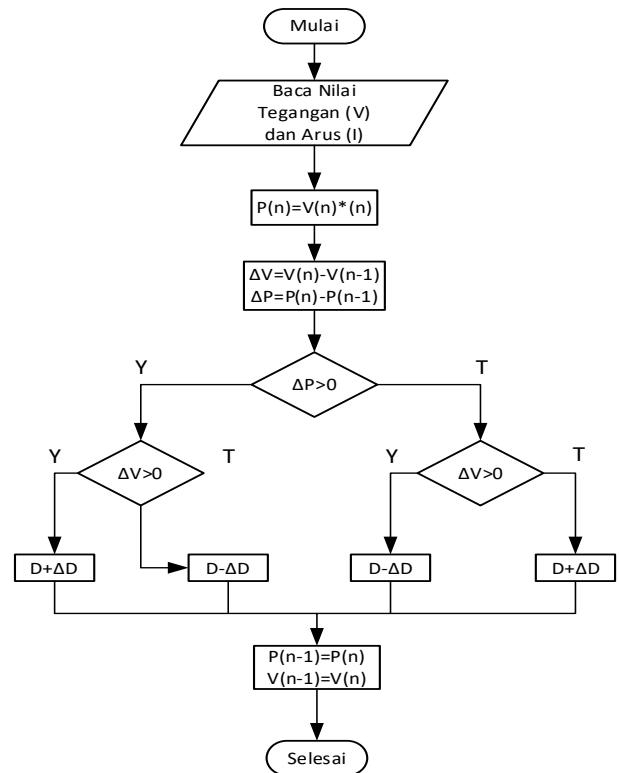 Mulai
Baca Nilai
Tegangan (V)
dan Arus (I)
P(n)=V(n)*(n)
ΔV=V(n)-V(n-1)
ΔP=P(n)-P(n-1)
Y
ΔP>0
T
Y
ΔV>0
T
Y
ΔV>0
T
D+ΔD
D-ΔD
D-ΔD
D+ΔD
P(n-1)=P(n)
V(n-1)=V(n)
Selesai